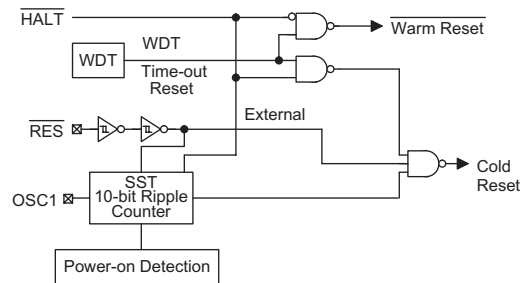 HALT
WDT
WDT
Time-out
Reset
Warm Reset
RES
External
Cold
Reset
OSC1
SST
10-bit Ripple
Counter
Power-on Detection